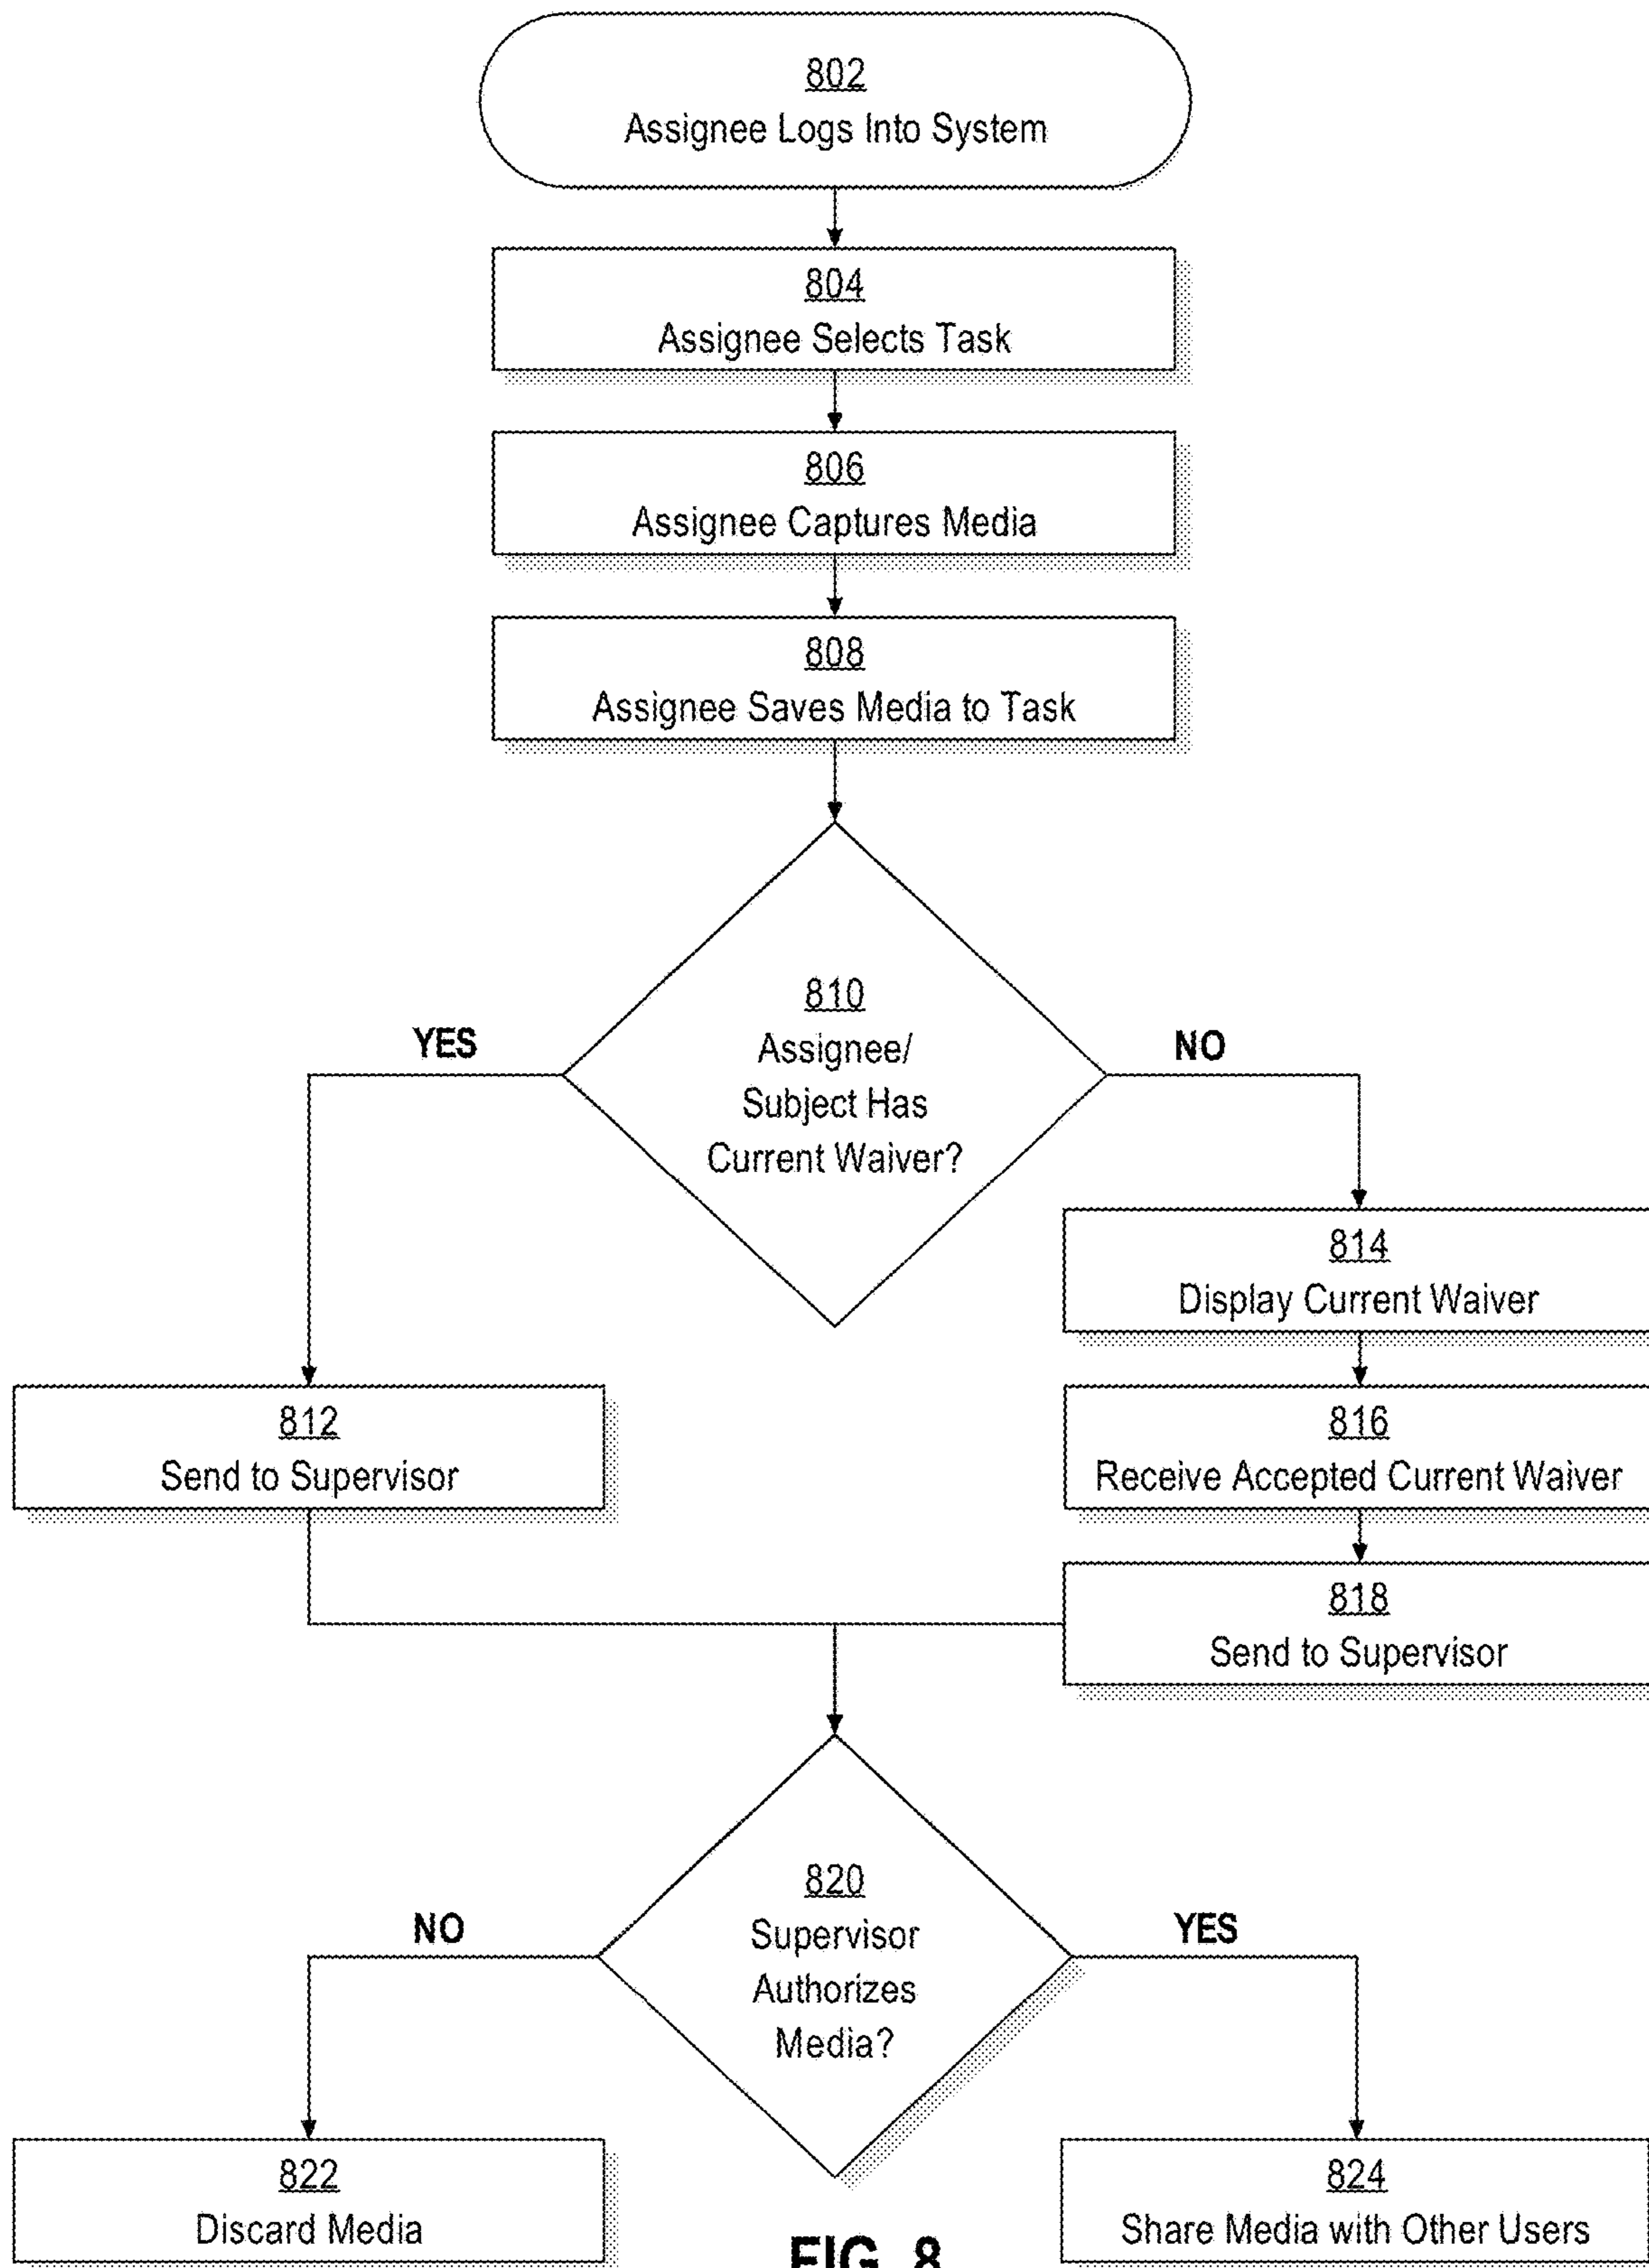 802
Assignee Logs Into System
804
Assignee Selects Task
806
Assignee Captures Media
808
Assignee Saves Media to Task
810
Assignee/
Subject Has
Current Waiver?
YES
NO
814
Display Current Waiver
812
Send to Supervisor
816
Receive Accepted Current Waiver
818
Send to Supervisor
820
Supervisor
Authorizes
Media?
NO
YES
822
Discard Media
824
Share Media with Other Users
FIG. 8